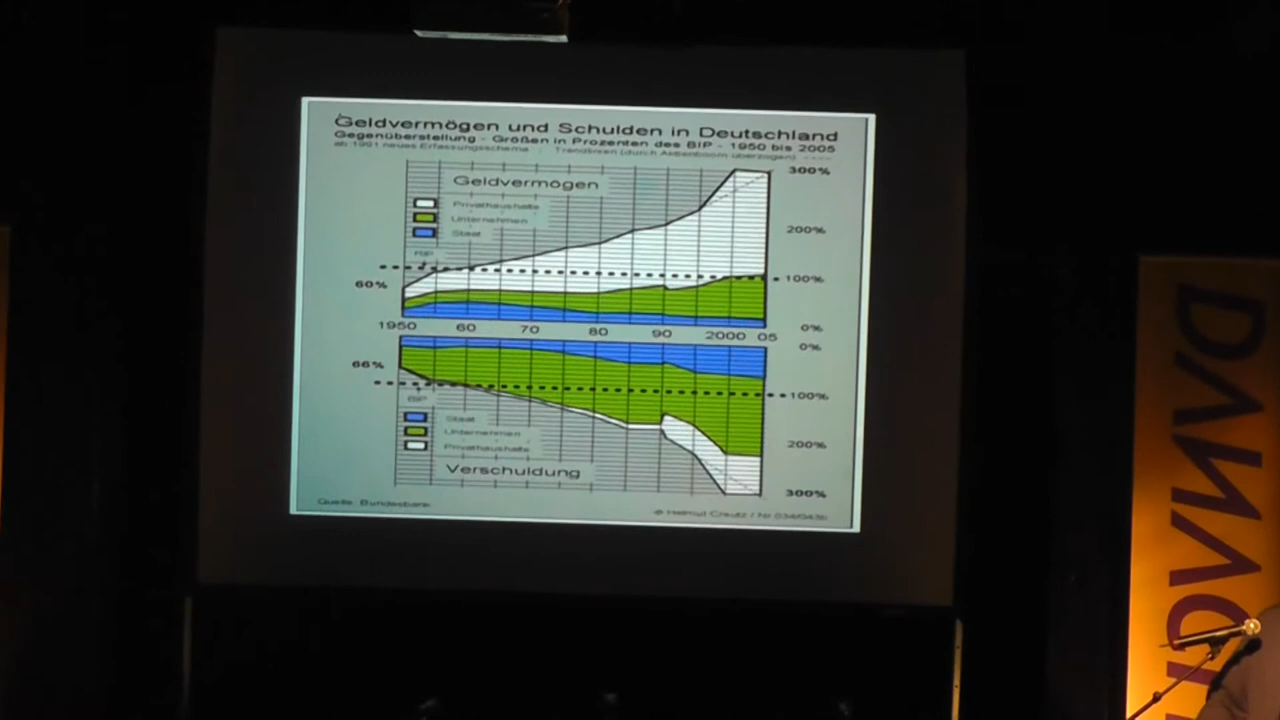 Geldvermögen und Schulden in Deutschland
Gegenüberstellung - Größen in Prozenten des BIP - 1950 bis 2005
ab 1991 neues Erfassungsschema - Trendlinien (durch Aktienboom überzogen)
300%
Geldvermögen
Privathaushalte
Unternehmen
Staat
200%
BIP
100%
60%
0%
1950 60 70 80 90 2000 05
0%
66%
100%
BIP
Staat
Unternehmen
Privathaushalte
200%
Verschuldung
300%
Quelle: Bundesbank
© Helmut Creutz / Nr.